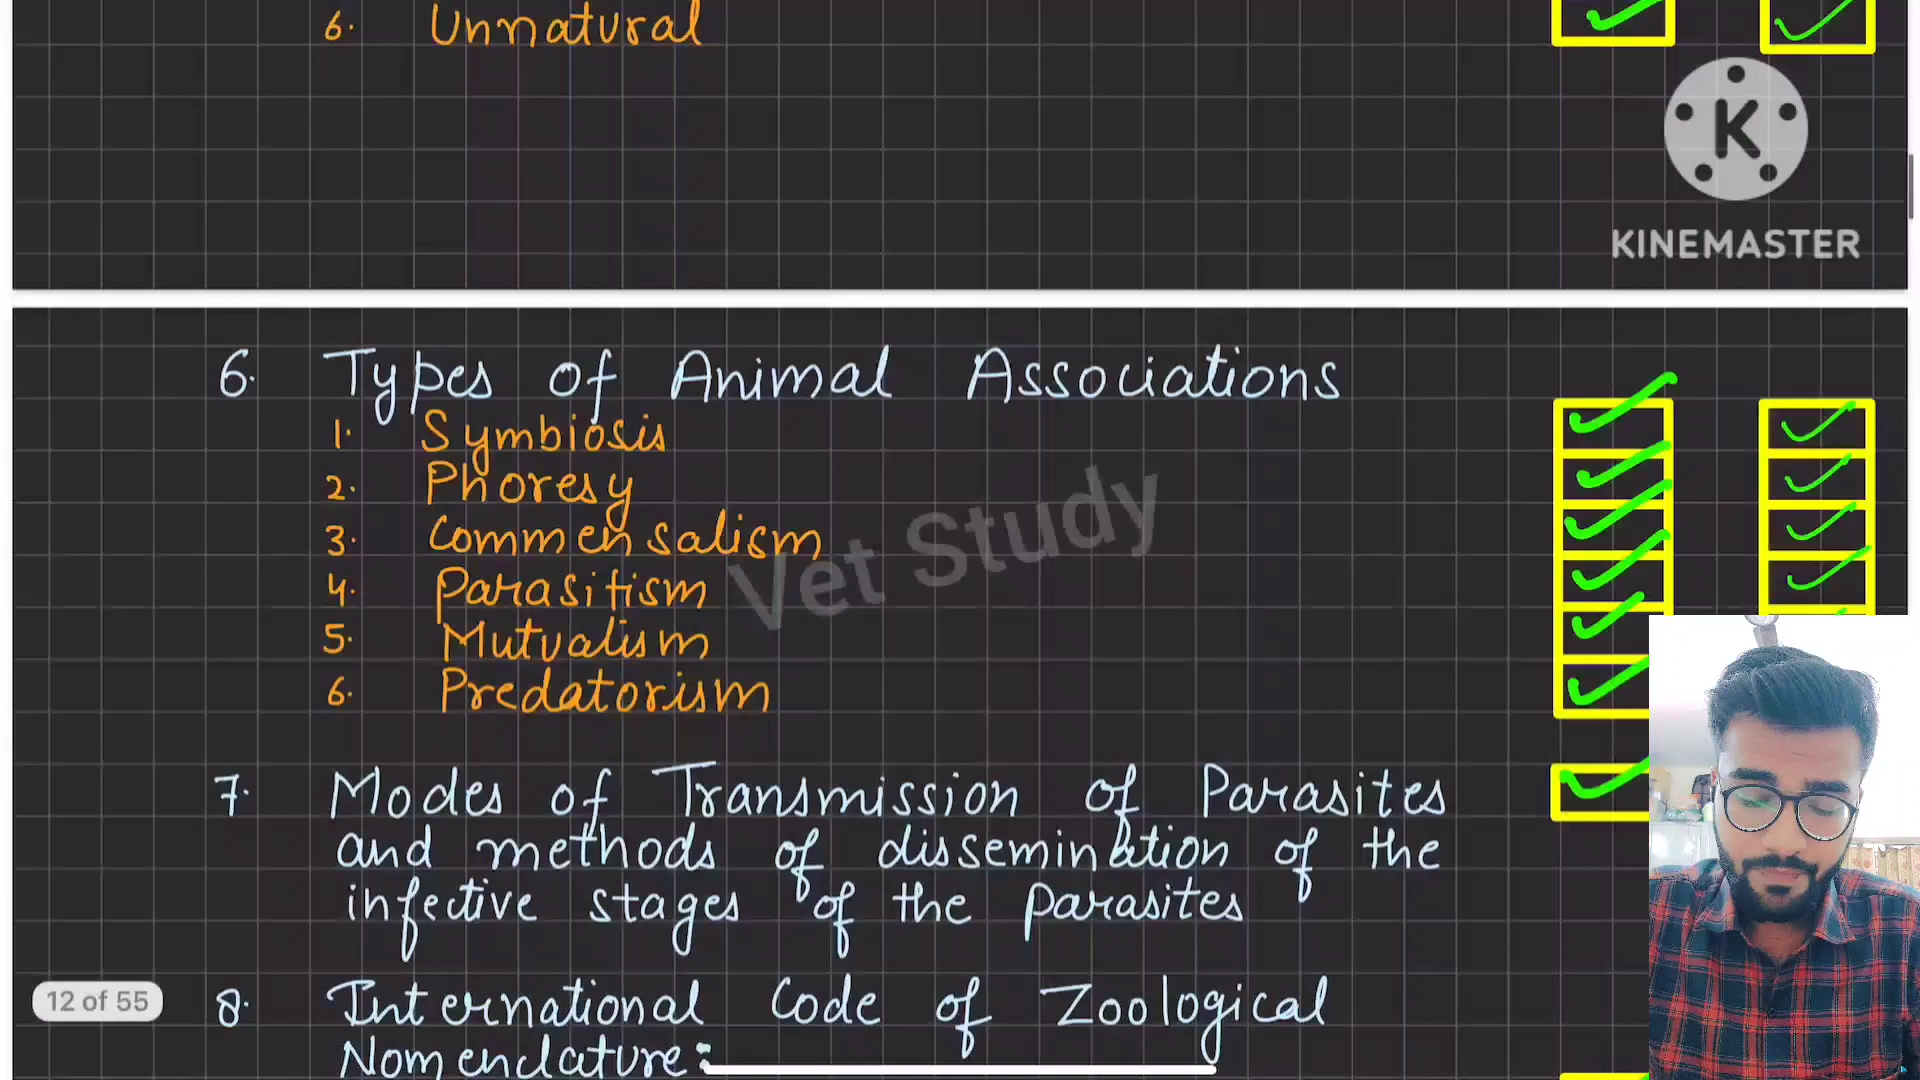 6. Unnatural
K
KINEMASTER
6. Types of Animal Associations
1. Symbiosis
2. Phoresy
3. Commensalism
4. Parasitism
5. Mutualism
6. Predatorism
Vet Study
7. Modes of Transmission of Parasites
and methods of dissemination of the
infective stages of the parasites
8. International Code of Zoological
Nomenclature:
12 of 55